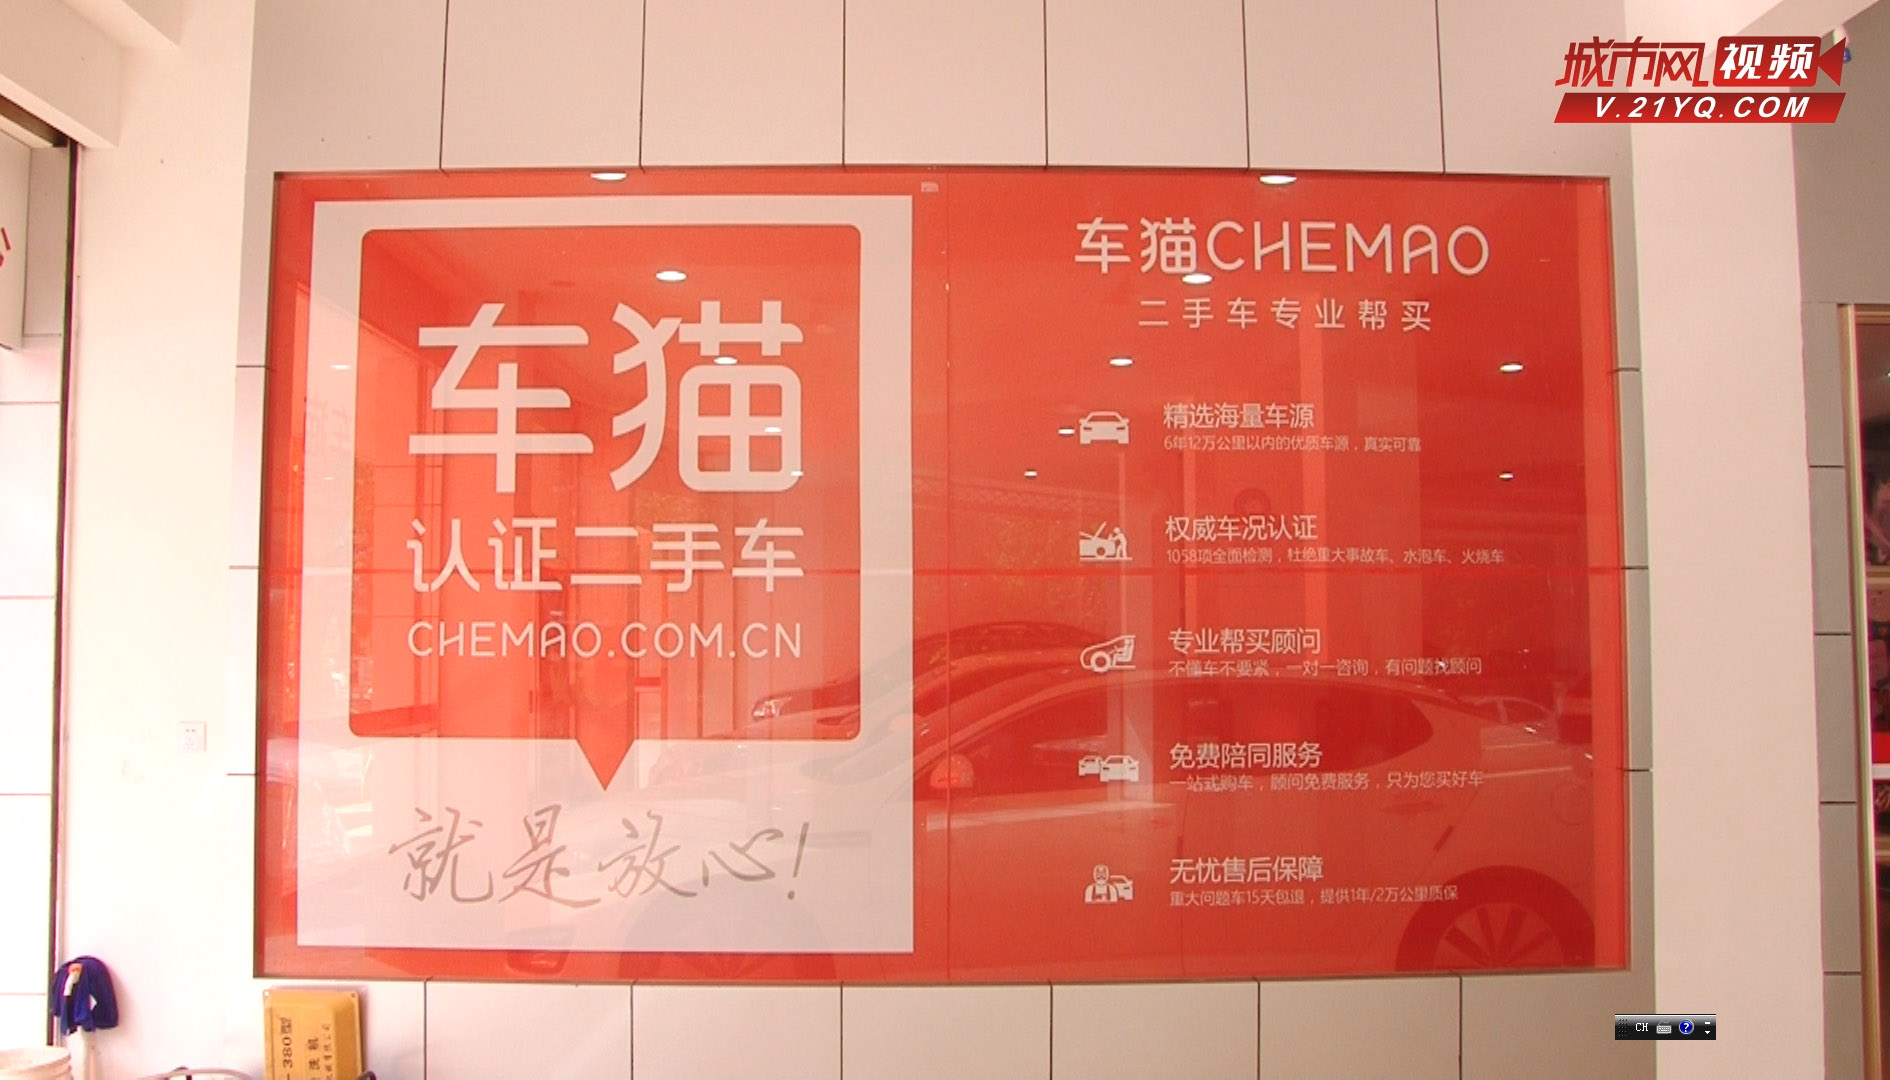 城市网视频
V.21YQ.COM
车猫
认证二手车
CHEMAO.COM.CN
就是放心!
车猫CHEMAO
二手车专业帮买
精选海量车源
6年12万公里以内的优质车源，真实可靠
权威车况认证
1058项全面检测，杜绝重大事故车、水泡车、火烧车
专业帮买顾问
不懂车不要紧，一对一咨询，有问题找顾问
免费陪同服务
一站式购车，顾问免费服务，只为您买好车
无忧售后保障
重大问题车15天包退，提供1年/2万公里质保
380型
CH